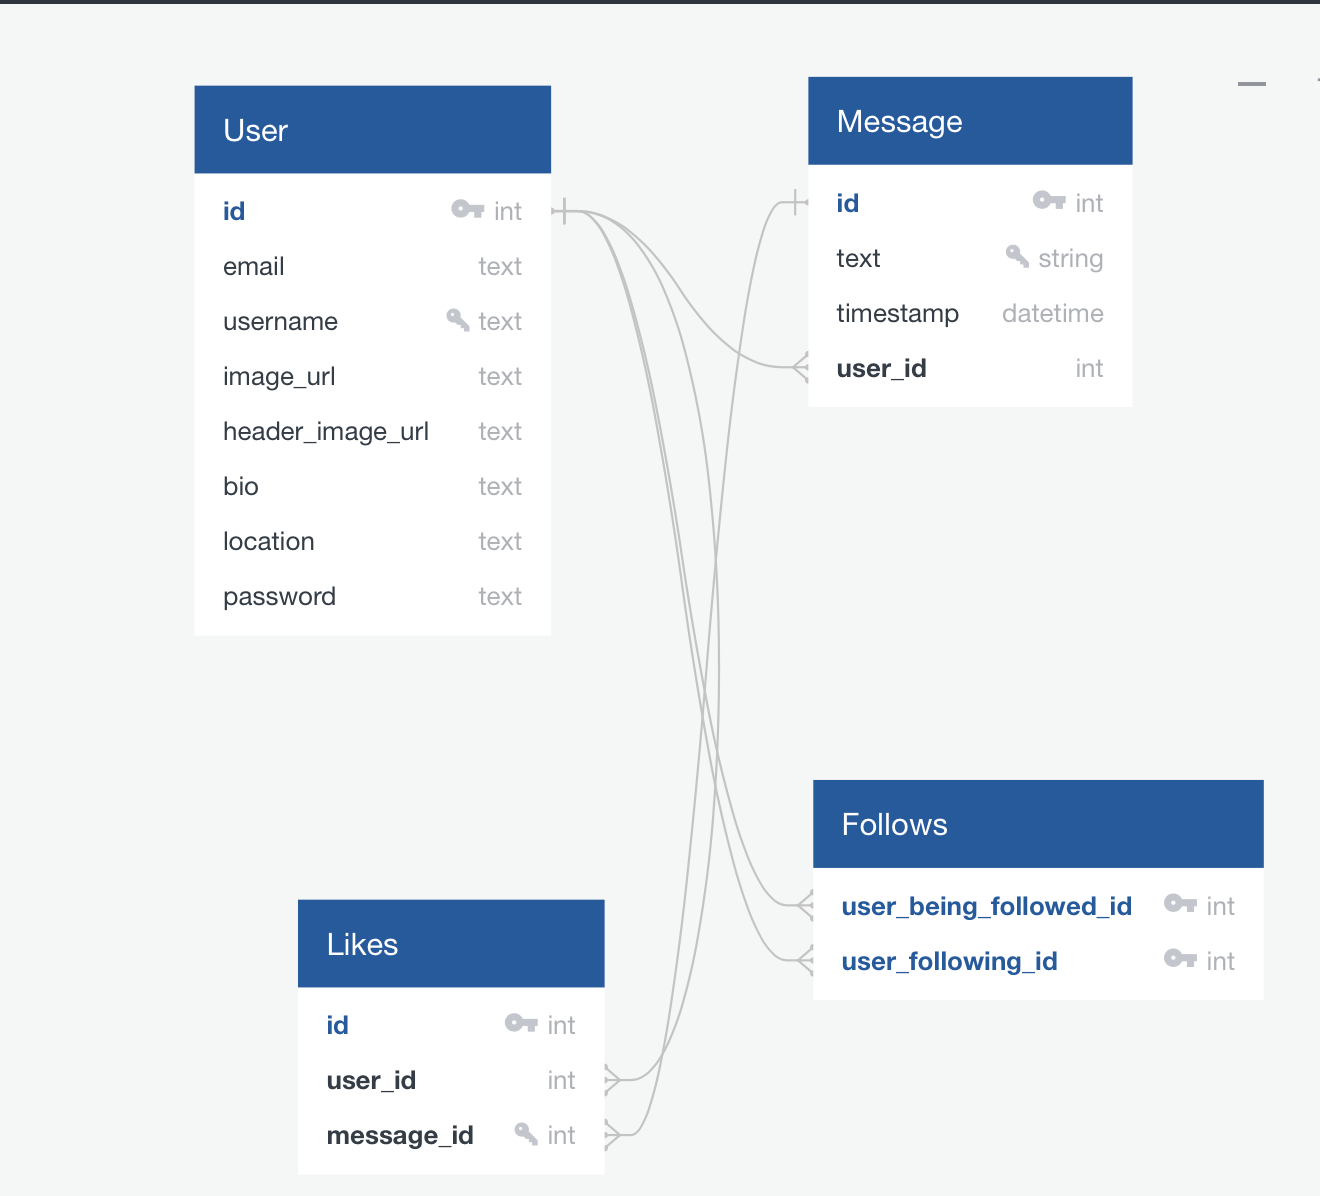 User
id int
email text
username text
image_url text
header_image_url text
bio text
location text
password text
Message
id int
text string
timestamp datetime
user_id int
Follows
user_being_followed_id int
user_following_id int
Likes
id int
user_id int
message_id int